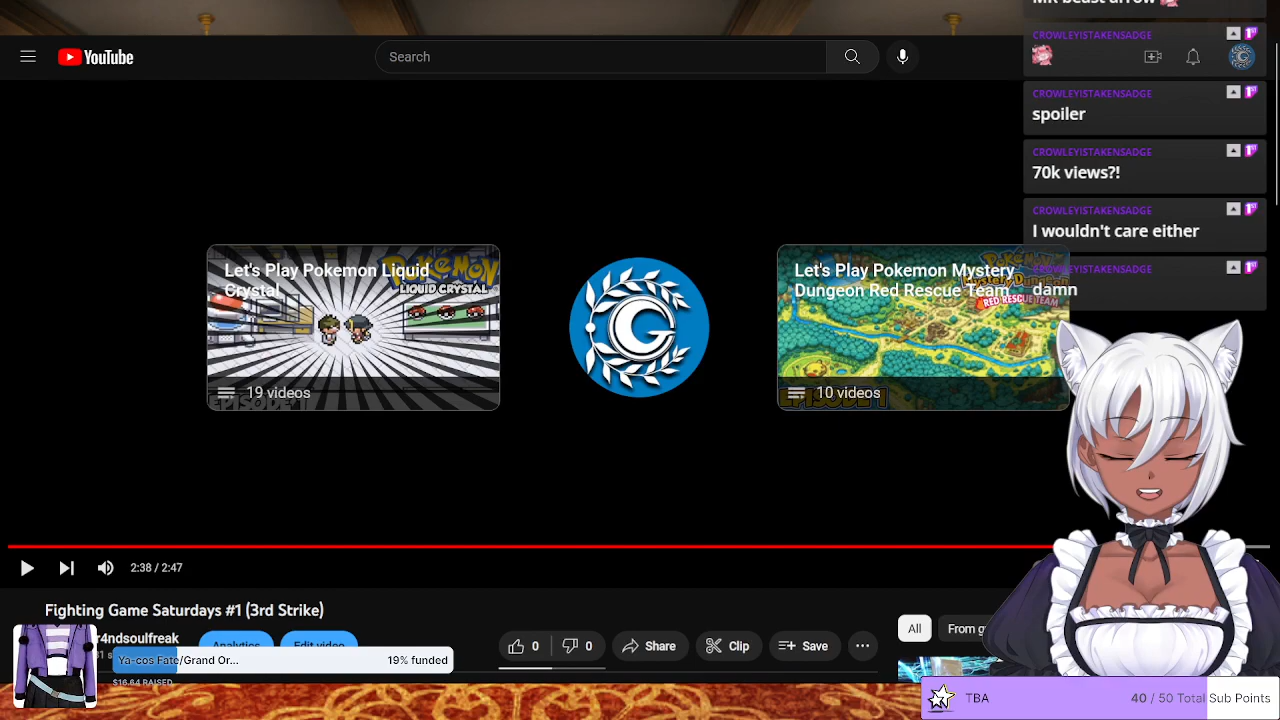 YouTube
Search
CROWLEYISTAKENSADGE
CROWLEYISTAKENSADGE
spoiler
CROWLEYISTAKENSADGE
70k views?!
CROWLEYISTAKENSADGE
I wouldn't care either
CROWLEYISTAKENSADGE
damn
Let's Play Pokemon Liquid
Crystal
LIQUID CRYSTAL
19 videos
Let's Play Pokemon Mystery
Dungeon Red Rescue Team
RED RESCUE TEAM
10 videos
2:38 / 2:47
Fighting Game Saturdays #1 (3rd Strike)
r4ndsoulfreak
Analytics
Edit video
0
0
Share
Clip
Save
All
Ya-cos Fate/Grand Or...
19% funded
$16.64 RAISED
TBA
40 / 50 Total Sub Points